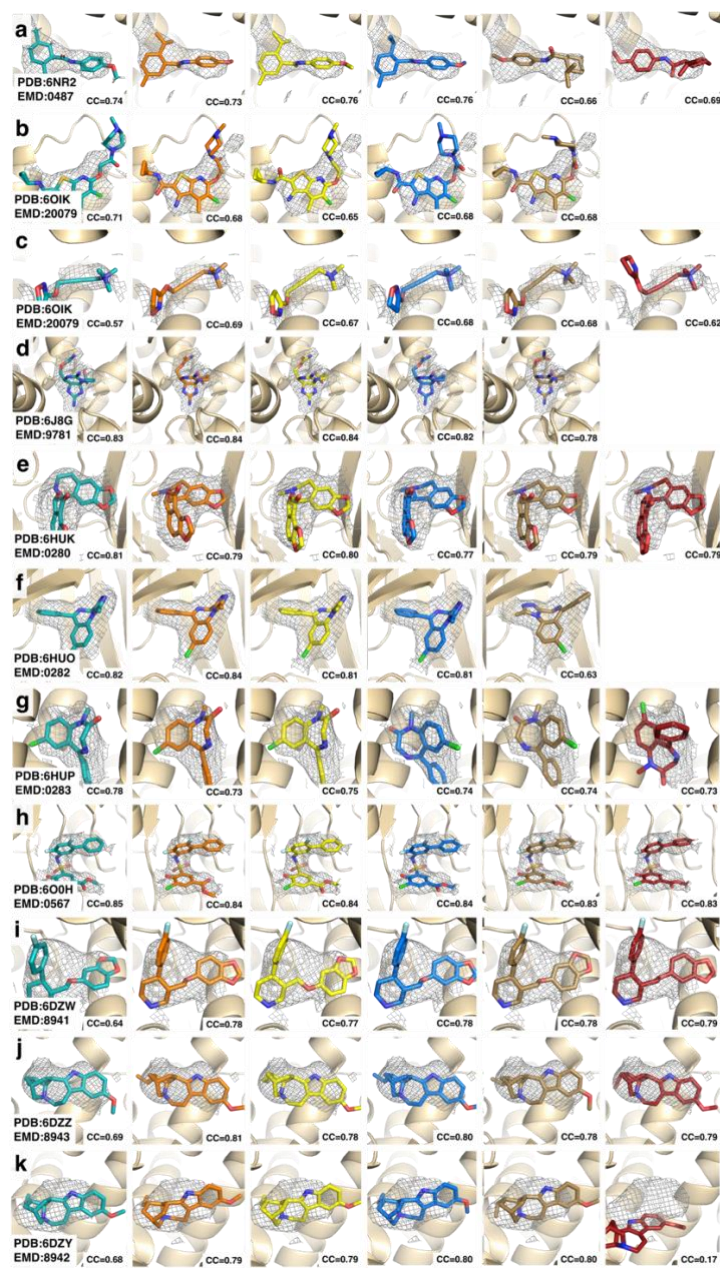 a
PDB:6NR2
EMD:0487
CC=0.74
CC=0.73
CC=0.76
CC=0.76
CC=0.66
CC=0.69
b
PDB:6OIK
EMD:20079
CC=0.71
CC=0.68
CC=0.65
CC=0.68
CC=0.68
c
PDB:6OIK
EMD:20079
CC=0.57
CC=0.69
CC=0.67
CC=0.68
CC=0.68
CC=0.62
d
PDB:6J8G
EMD:9781
CC=0.83
CC=0.84
CC=0.84
CC=0.82
CC=0.78
e
PDB:6HUK
EMD:0280
CC=0.81
CC=0.79
CC=0.80
CC=0.77
CC=0.79
CC=0.79
f
PDB:6HUO
EMD:0282
CC=0.82
CC=0.84
CC=0.81
CC=0.81
CC=0.63
g
PDB:6HUP
EMD:0283
CC=0.78
CC=0.73
CC=0.75
CC=0.74
CC=0.74
CC=0.73
h
PDB:6O0H
EMD:0567
CC=0.85
CC=0.84
CC=0.84
CC=0.84
CC=0.83
CC=0.83
i
PDB:6DZW
EMD:8941
CC=0.64
CC=0.78
CC=0.77
CC=0.78
CC=0.78
CC=0.79
j
PDB:6DZZ
EMD:8943
CC=0.69
CC=0.81
CC=0.78
CC=0.80
CC=0.78
CC=0.79
k
PDB:6DZY
EMD:8942
CC=0.68
CC=0.79
CC=0.79
CC=0.80
CC=0.80
CC=0.17